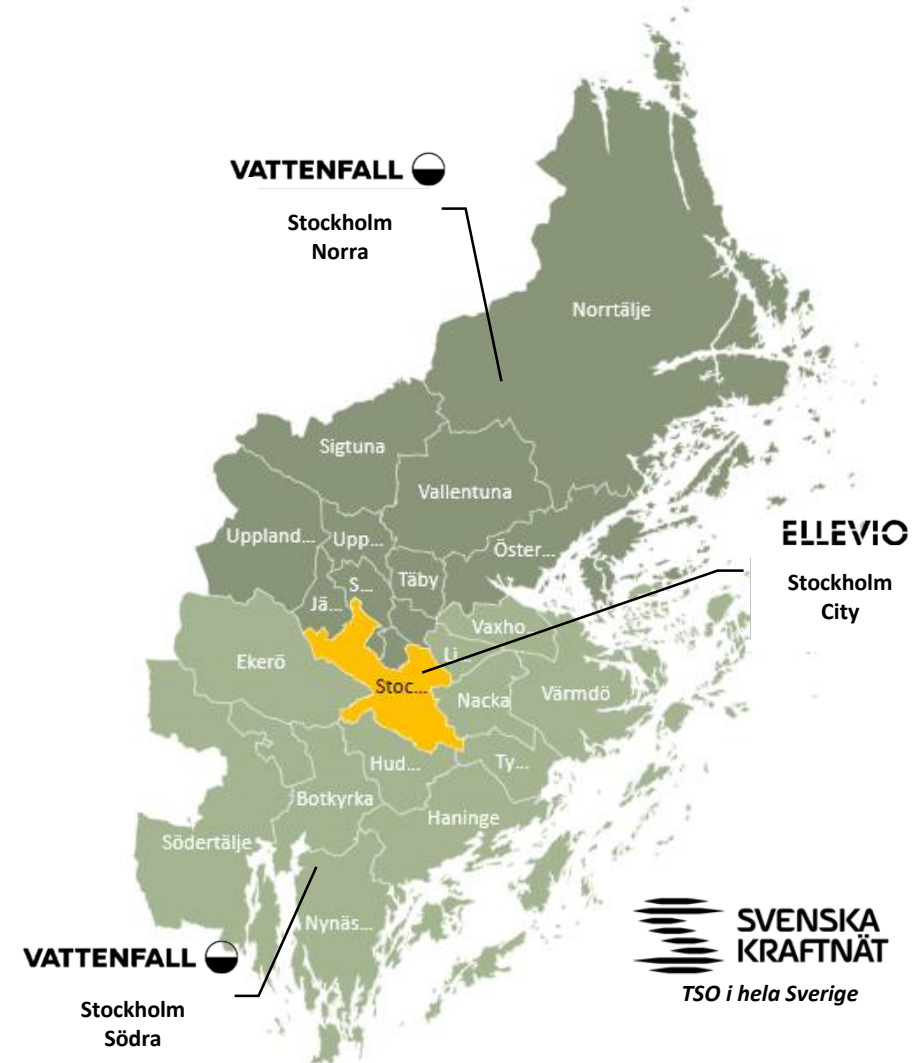 VATTENFALL
Stockholm
Norra
Norrtälje
Sigtuna
Vallentuna
Uppland...
Upp...
Öster...
S...
Täby
Jä...
ELLEVIO
Stockholm
City
Vaxho...
Li...
Ekerö
Stoc...
Nacka
Värmdö
Hud...
Ty...
Botkyrka
Haninge
Södertälje
Nynäs...
VATTENFALL
Stockholm
Södra
SVENSKA
KRAFTNÄT
TSO i hela Sverige